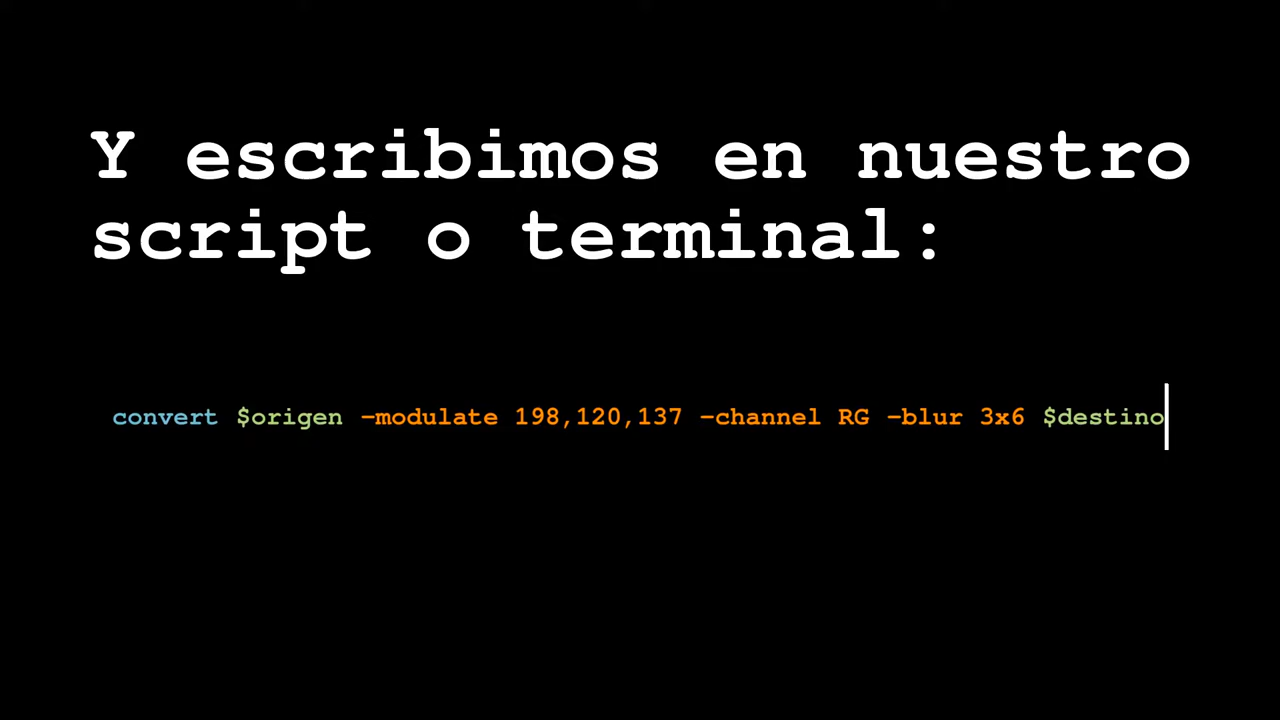 Y escribimos en nuestro
script o terminal:
convert $origen –modulate 198,120,137 –channel RG –blur 3x6 $destino